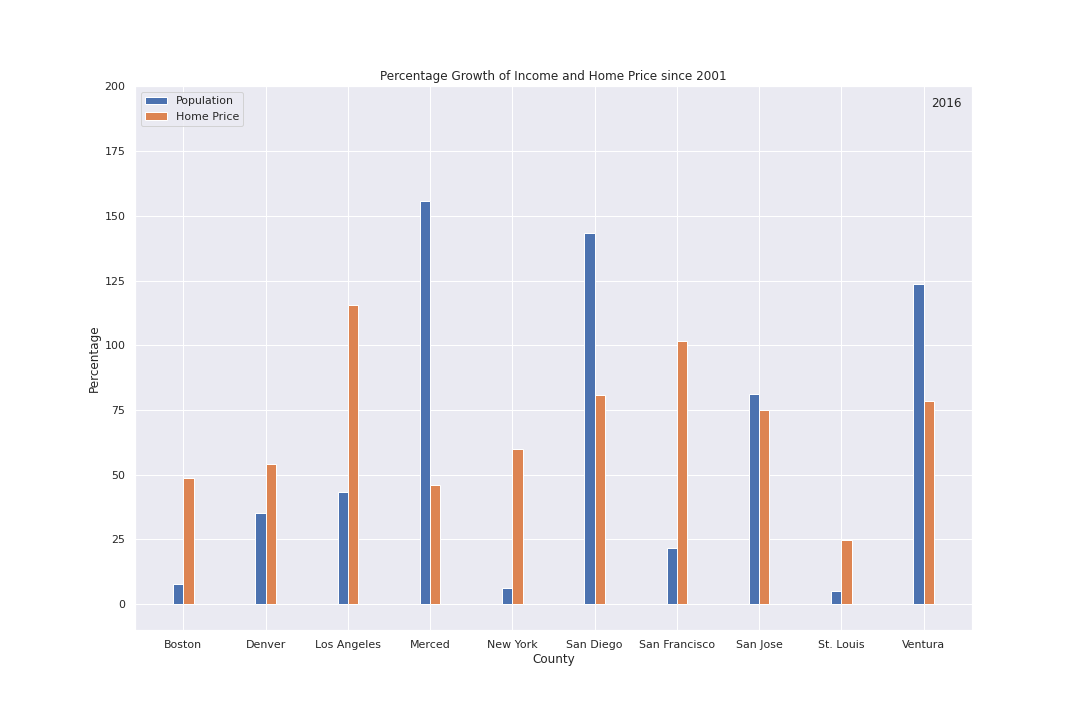 Percentage Growth of Income and Home Price since 2001
200
175
150
125
100
75
50
25
0
Percentage
Population
Home Price
2016
Boston Denver Los Angeles Merced New York San Diego San Francisco San Jose St. Louis Ventura
County